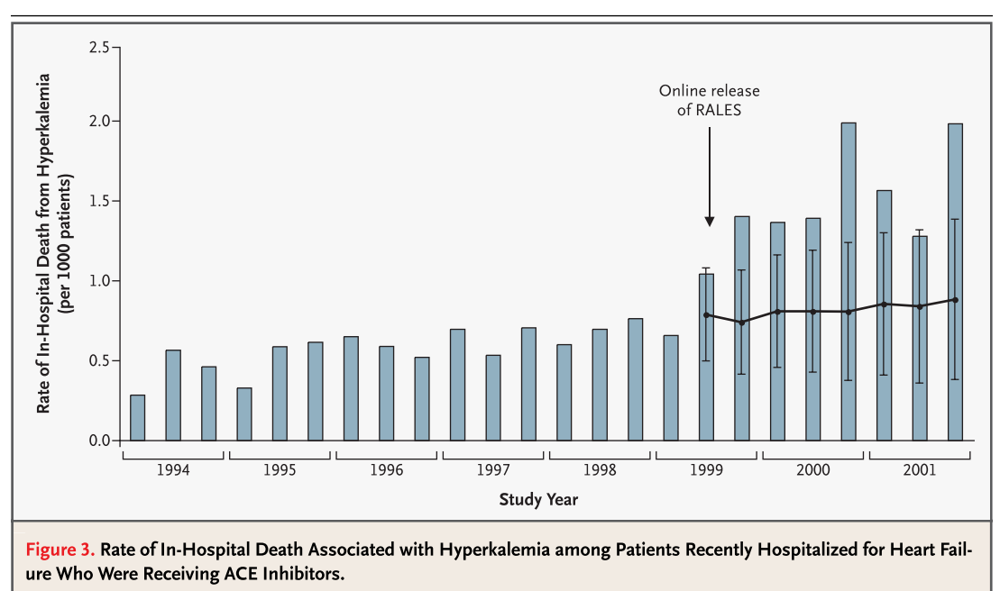 Rate of In-Hospital Death from Hyperkalemia
(per 1000 patients)
2.5
2.0
1.5
1.0
0.5
0.0
Online release
of RALES
1994
1995
1996
1997
1998
1999
2000
2001
Study Year
Figure 3. Rate of In-Hospital Death Associated with Hyperkalemia among Patients Recently Hospitalized for Heart Fail-
ure Who Were Receiving ACE Inhibitors.